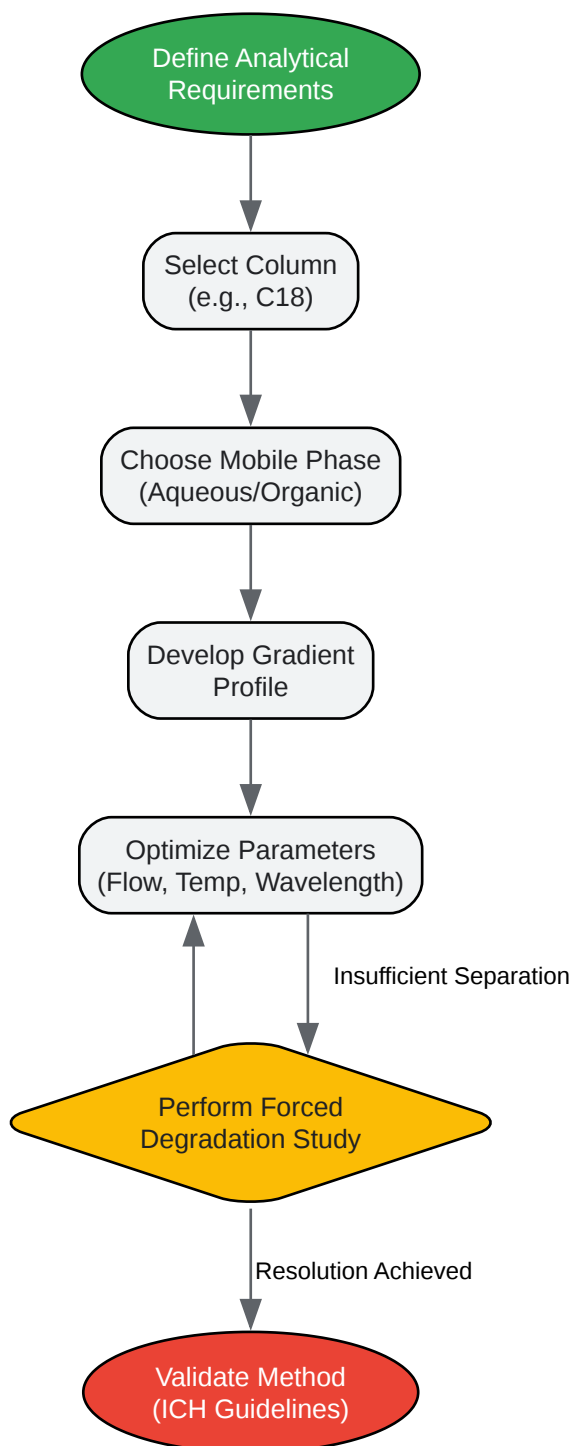 Define Analytical
Requirements
Select Column
(e.g., C18)
Choose Mobile Phase
(Aqueous/Organic)
Develop Gradient
Profile
Optimize Parameters
(Flow, Temp, Wavelength)
Insufficient Separation
Perform Forced
Degradation Study
Resolution Achieved
Validate Method
(ICH Guidelines)